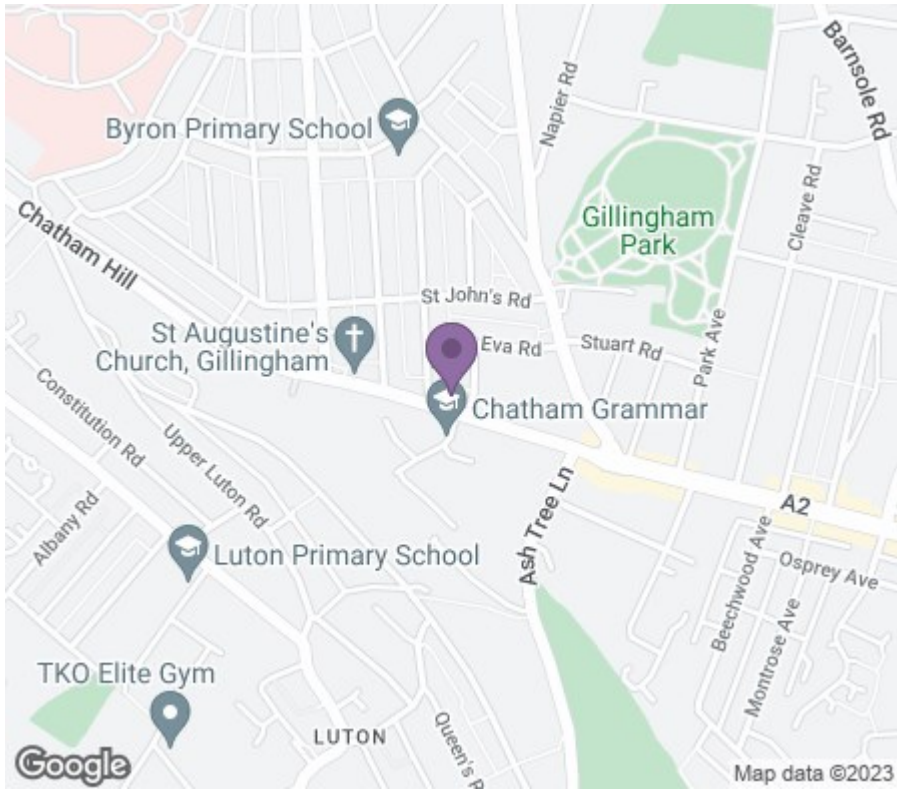 Barnsole Rd
Napier Rd
Byron Primary School
Cleave Rd
Gillingham
Park
Chatham Hill
St John's Rd
St Augustine's
Church, Gillingham
Eva Rd
Stuart Rd
Park Ave
Constitution Rd
Chatham Grammar
Upper Luton Rd
Ash Tree Ln
A2
Albany Rd
Luton Primary School
Beechwood Ave
Osprey Ave
Montrose Ave
TKO Elite Gym
LUTON
Queen's R
Google
Map data ©2023